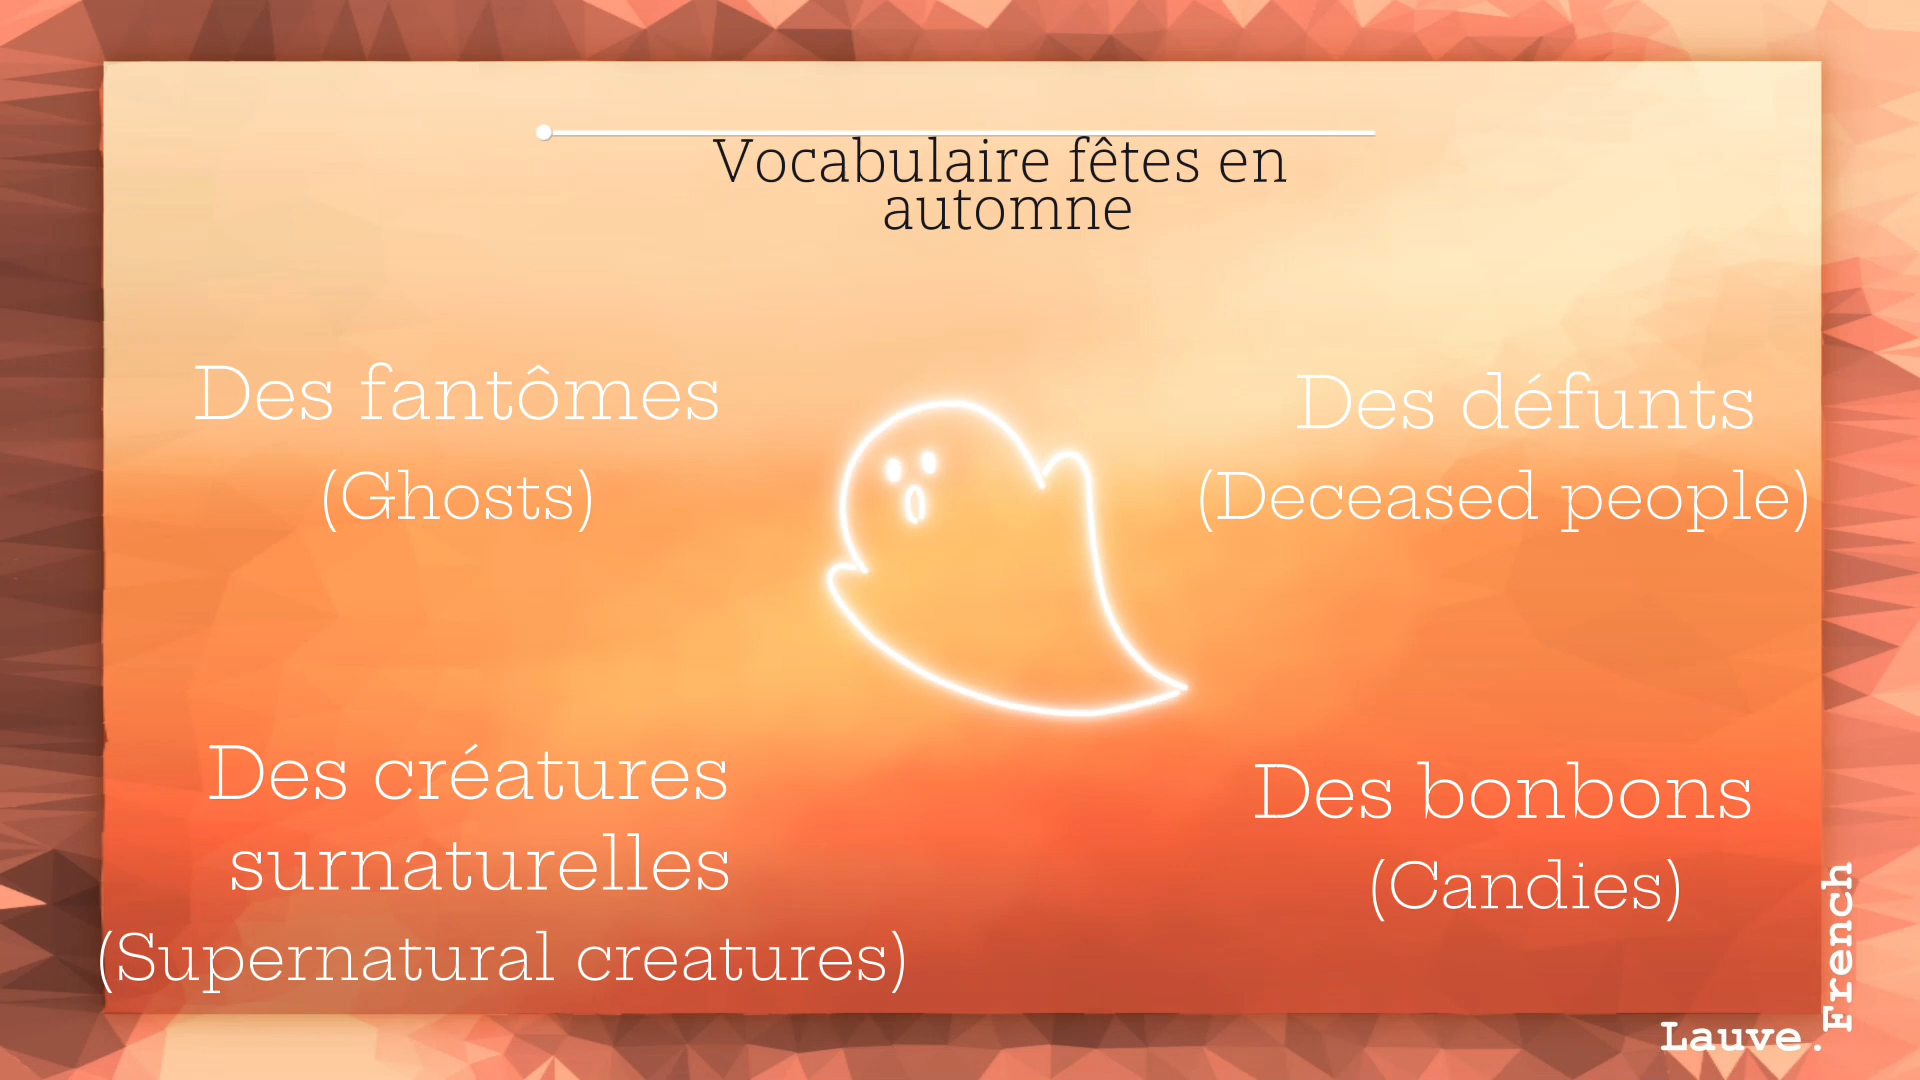 Vocabulaire fêtes en
automne
Des fantômes
(Ghosts)
Des défunts
(Deceased people)
Des créatures
surnaturelles
(Supernatural creatures)
Des bonbons
(Candies)
Lauve.
French